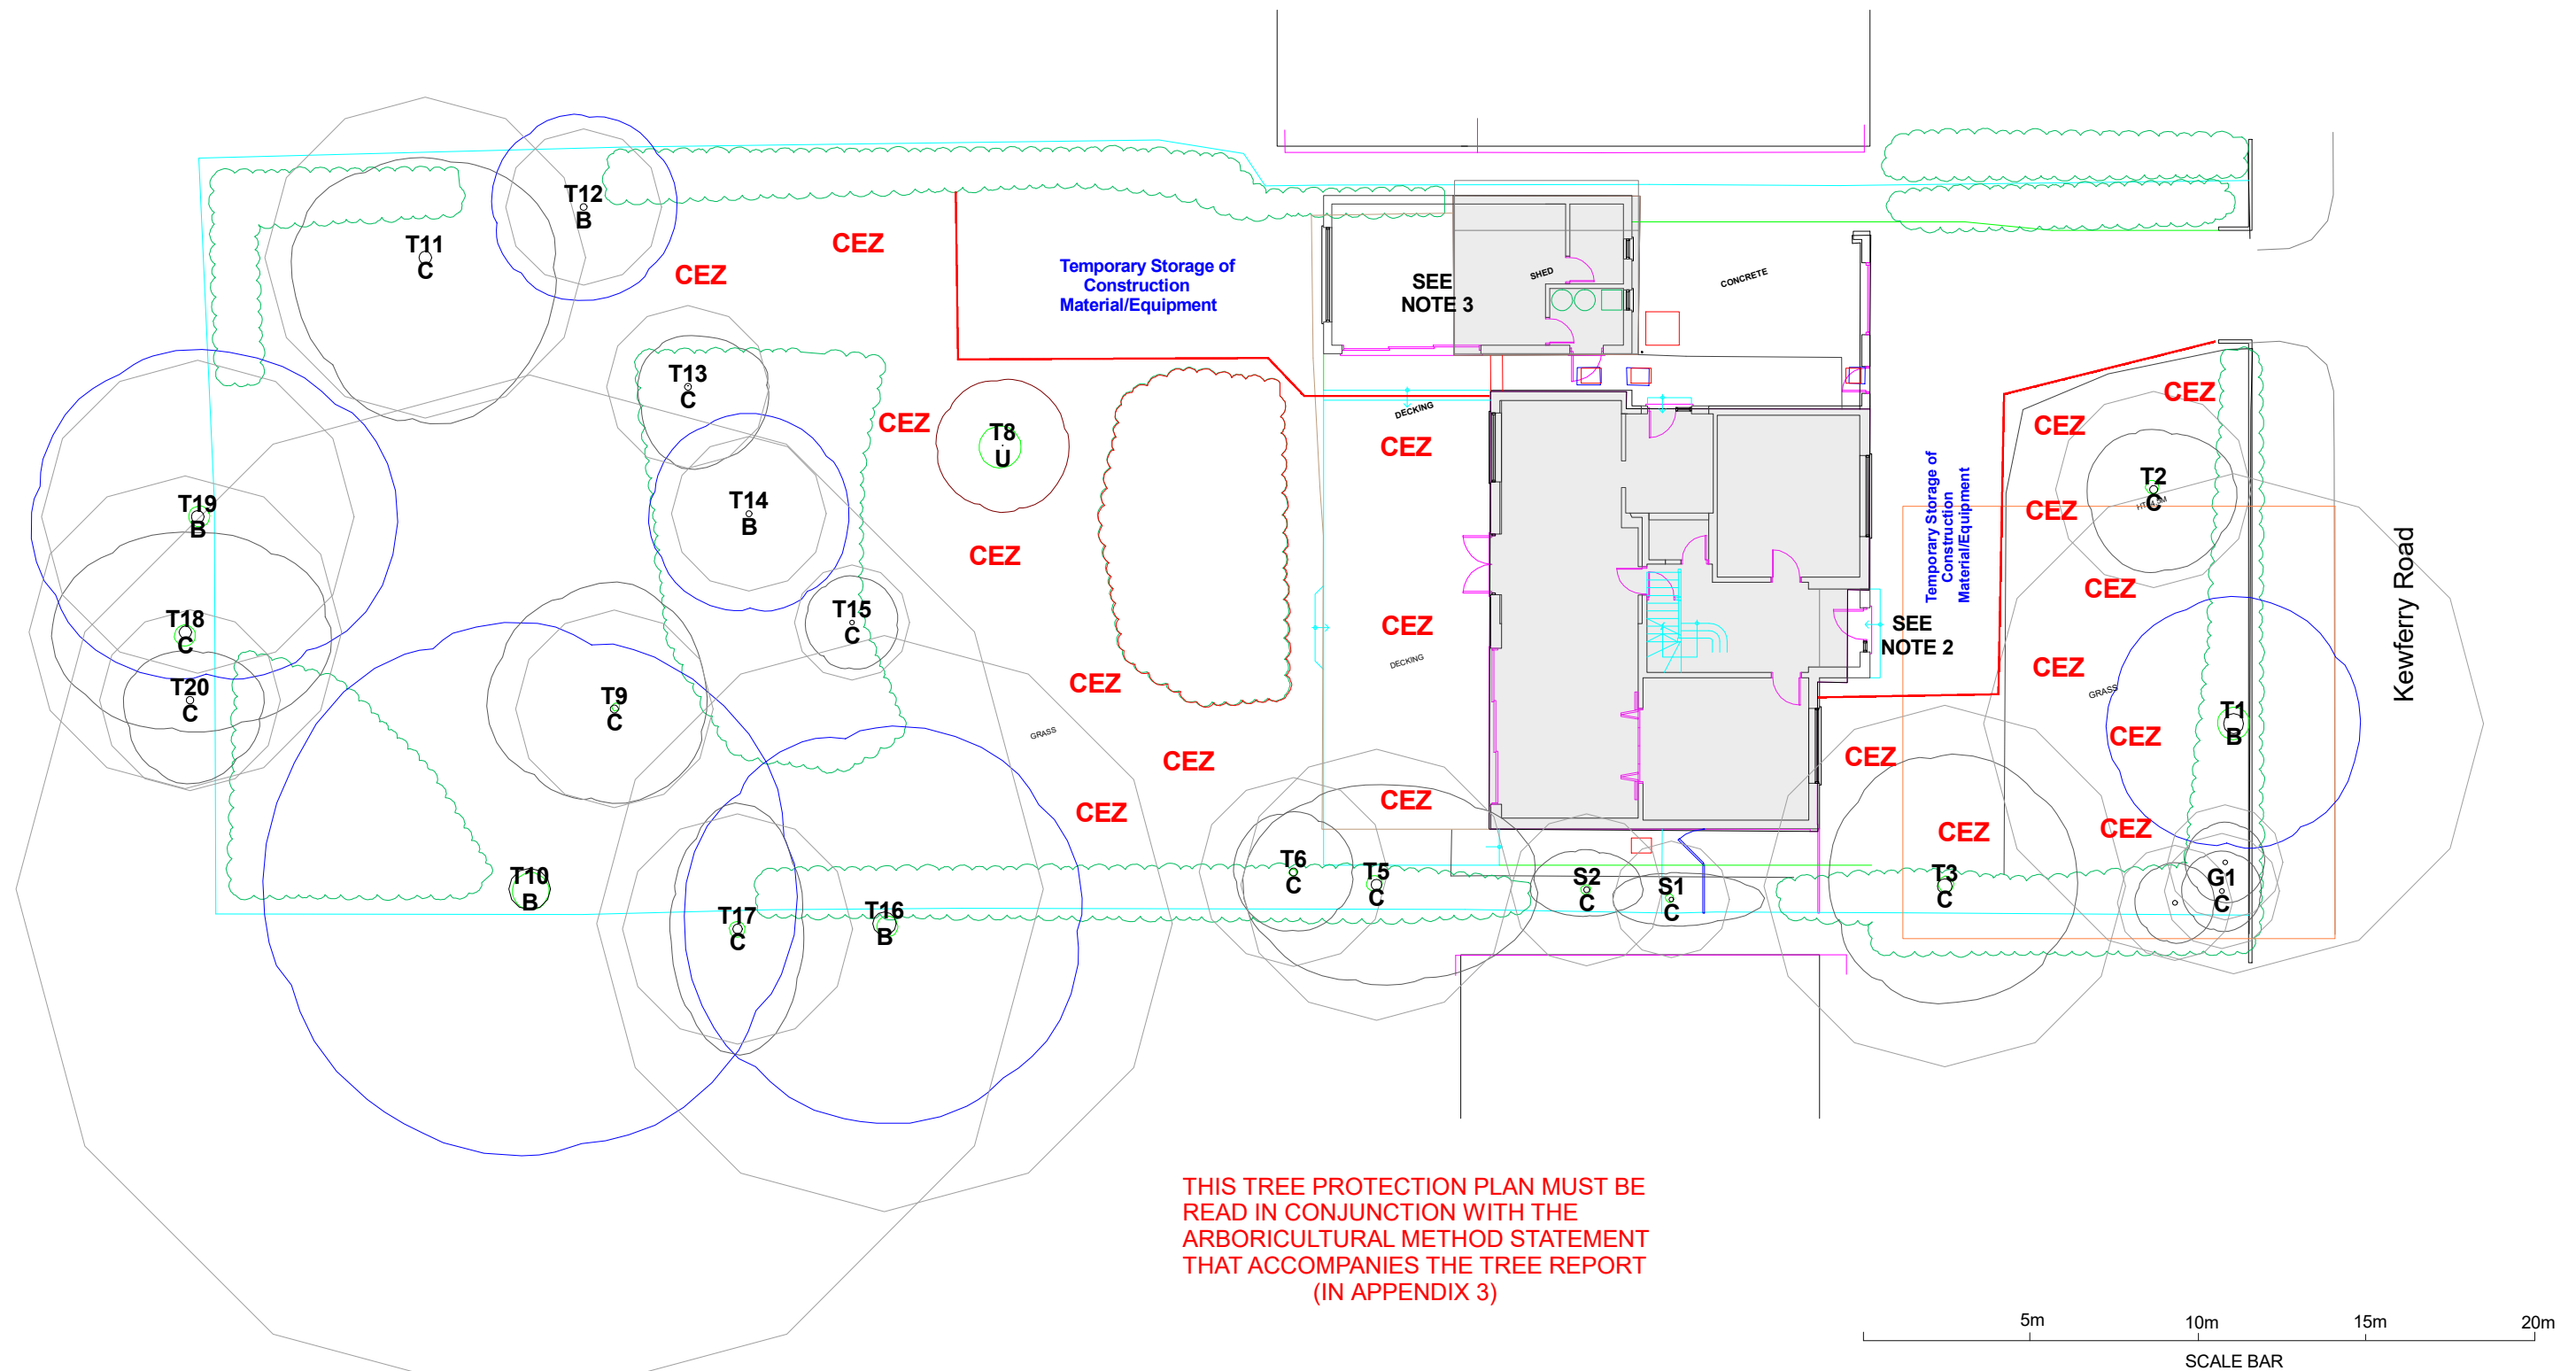 T12
B
T11
C
CEZ
CEZ
Temporary Storage of
Construction
Material/Equipment
SEE
NOTE 3
SHED
CONCRETE
T13
C
CEZ
T8
U
DECKING
CEZ
CEZ
CEZ
T19
B
T14
B
CEZ
Temporary Storage of
Construction
Material/Equipment
CEZ
T2
C
CEZ
Kewferry Road
T18
C
T15
C
CEZ
SEE
NOTE 2
DECKING
T20
C
T9
C
CEZ
GRASS
CEZ
GRASS
CEZ
T1
B
CEZ
CEZ
CEZ
CEZ
CEZ
CEZ
CEZ
T10
B
T17
C
T16
B
T6
C
T5
C
S2
C
S1
C
T3
C
G1
C
THIS TREE PROTECTION PLAN MUST BE
READ IN CONJUNCTION WITH THE
ARBORICULTURAL METHOD STATEMENT
THAT ACCOMPANIES THE TREE REPORT
(IN APPENDIX 3)
5m
10m
15m
20m
SCALE BAR